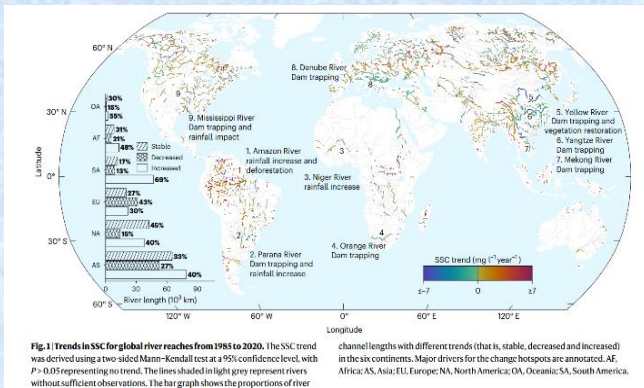 60° N
30° N
0°
30° S
60° S
Latitude
8. Danube River
Dam trapping
8
9
9. Mississippi River
Dam trapping and
rainfall impact
1. Amazon River
rainfall increase and
deforestation
1
3
3. Niger River
rainfall increase
5
6
7
5. Yellow River
Dam trapping and
vegetation restoration
6. Yangtze River
Dam trapping
7. Mekong River
Dam trapping
2
2. Parana River
Dam trapping and
rainfall increase
4
4. Orange River
Dam trapping
OA
30%
15%
55%
AF
31%
21%
48%
SA
17%
13%
69%
EU
27%
43%
30%
NA
45%
15%
40%
AS
33%
27%
40%
Stable
Decreased
Increased
0 30 60 90
River length (10³ km)
SSC trend (mg l⁻¹ year⁻¹)
≤–7 0 ≥7
120° W 60° W 0° 60° E 120° E
Longitude
Fig. 1 | Trends in SSC for global river reaches from 1985 to 2020. The SSC trend
was derived using a two-sided Mann–Kendall test at a 95% confidence level, with
P > 0.05 representing no trend. The lines shaded in light grey represent rivers
without sufficient observations. The bar graph shows the proportions of river
channel lengths with different trends (that is, stable, decreased and increased)
in the six continents. Major drivers for the change hotspots are annotated. AF,
Africa; AS, Asia; EU, Europe; NA, North America; OA, Oceania; SA, South America.